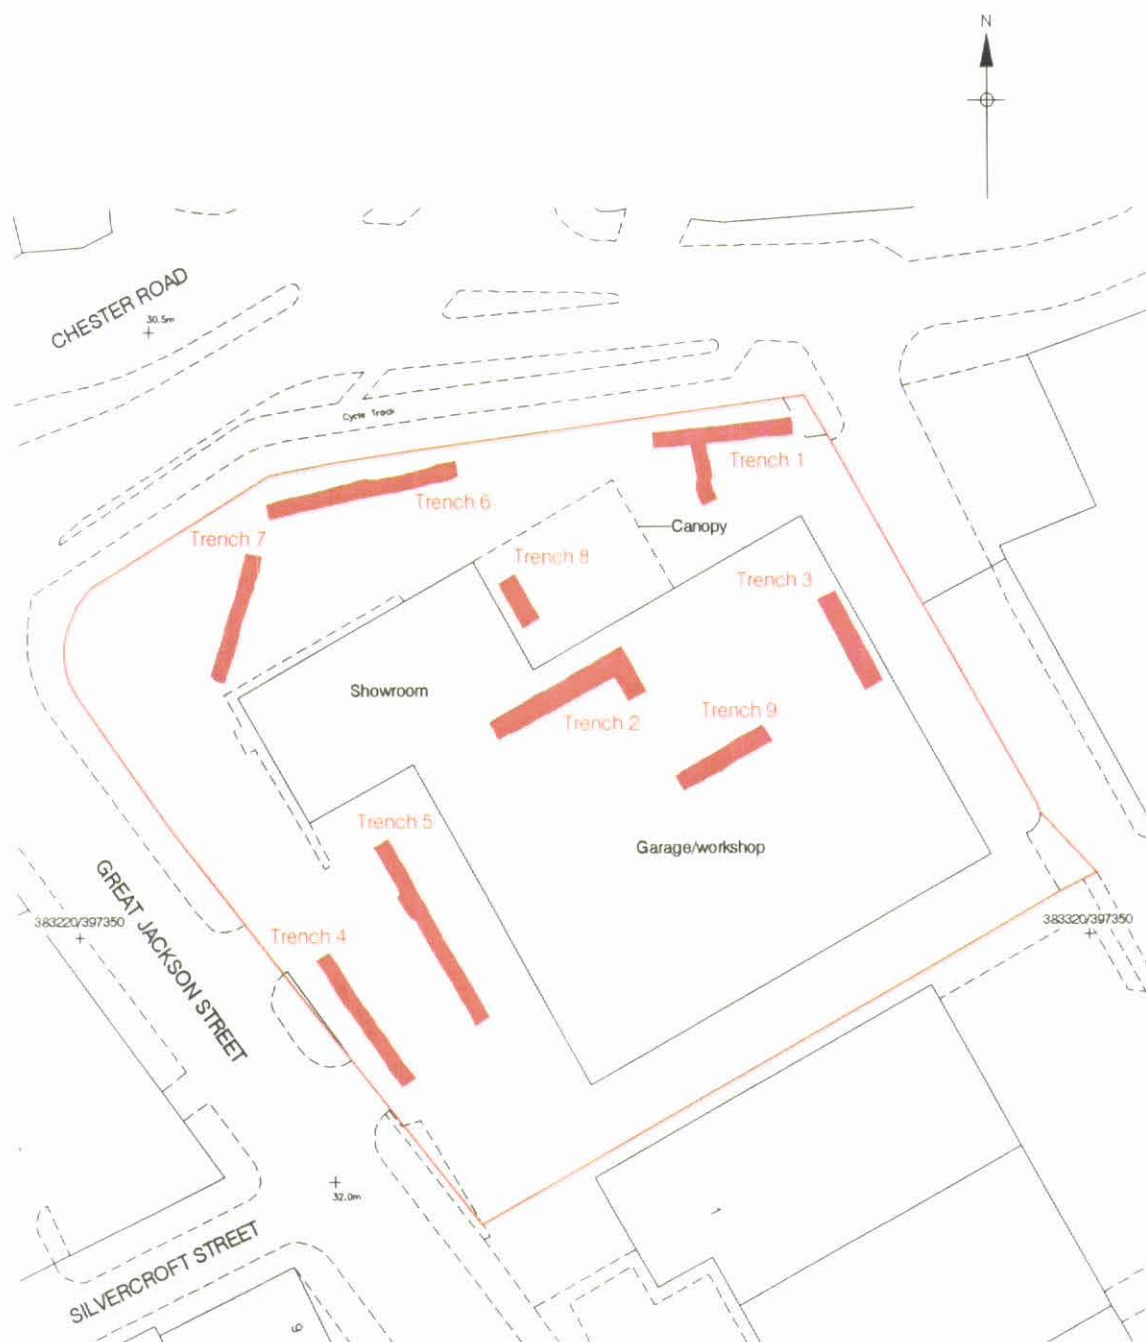 N
CHESTER ROAD
30.5m
Cycle Track
Trench 1
Trench 6
Canopy
Trench 7
Trench 8
Trench 3
Showroom
Trench 2
Trench 9
Trench 5
Garage/workshop
GREAT JACKSON STREET
383220/397350
383320/397350
Trench 4
32.0m
1
SILVERCROFT STREET